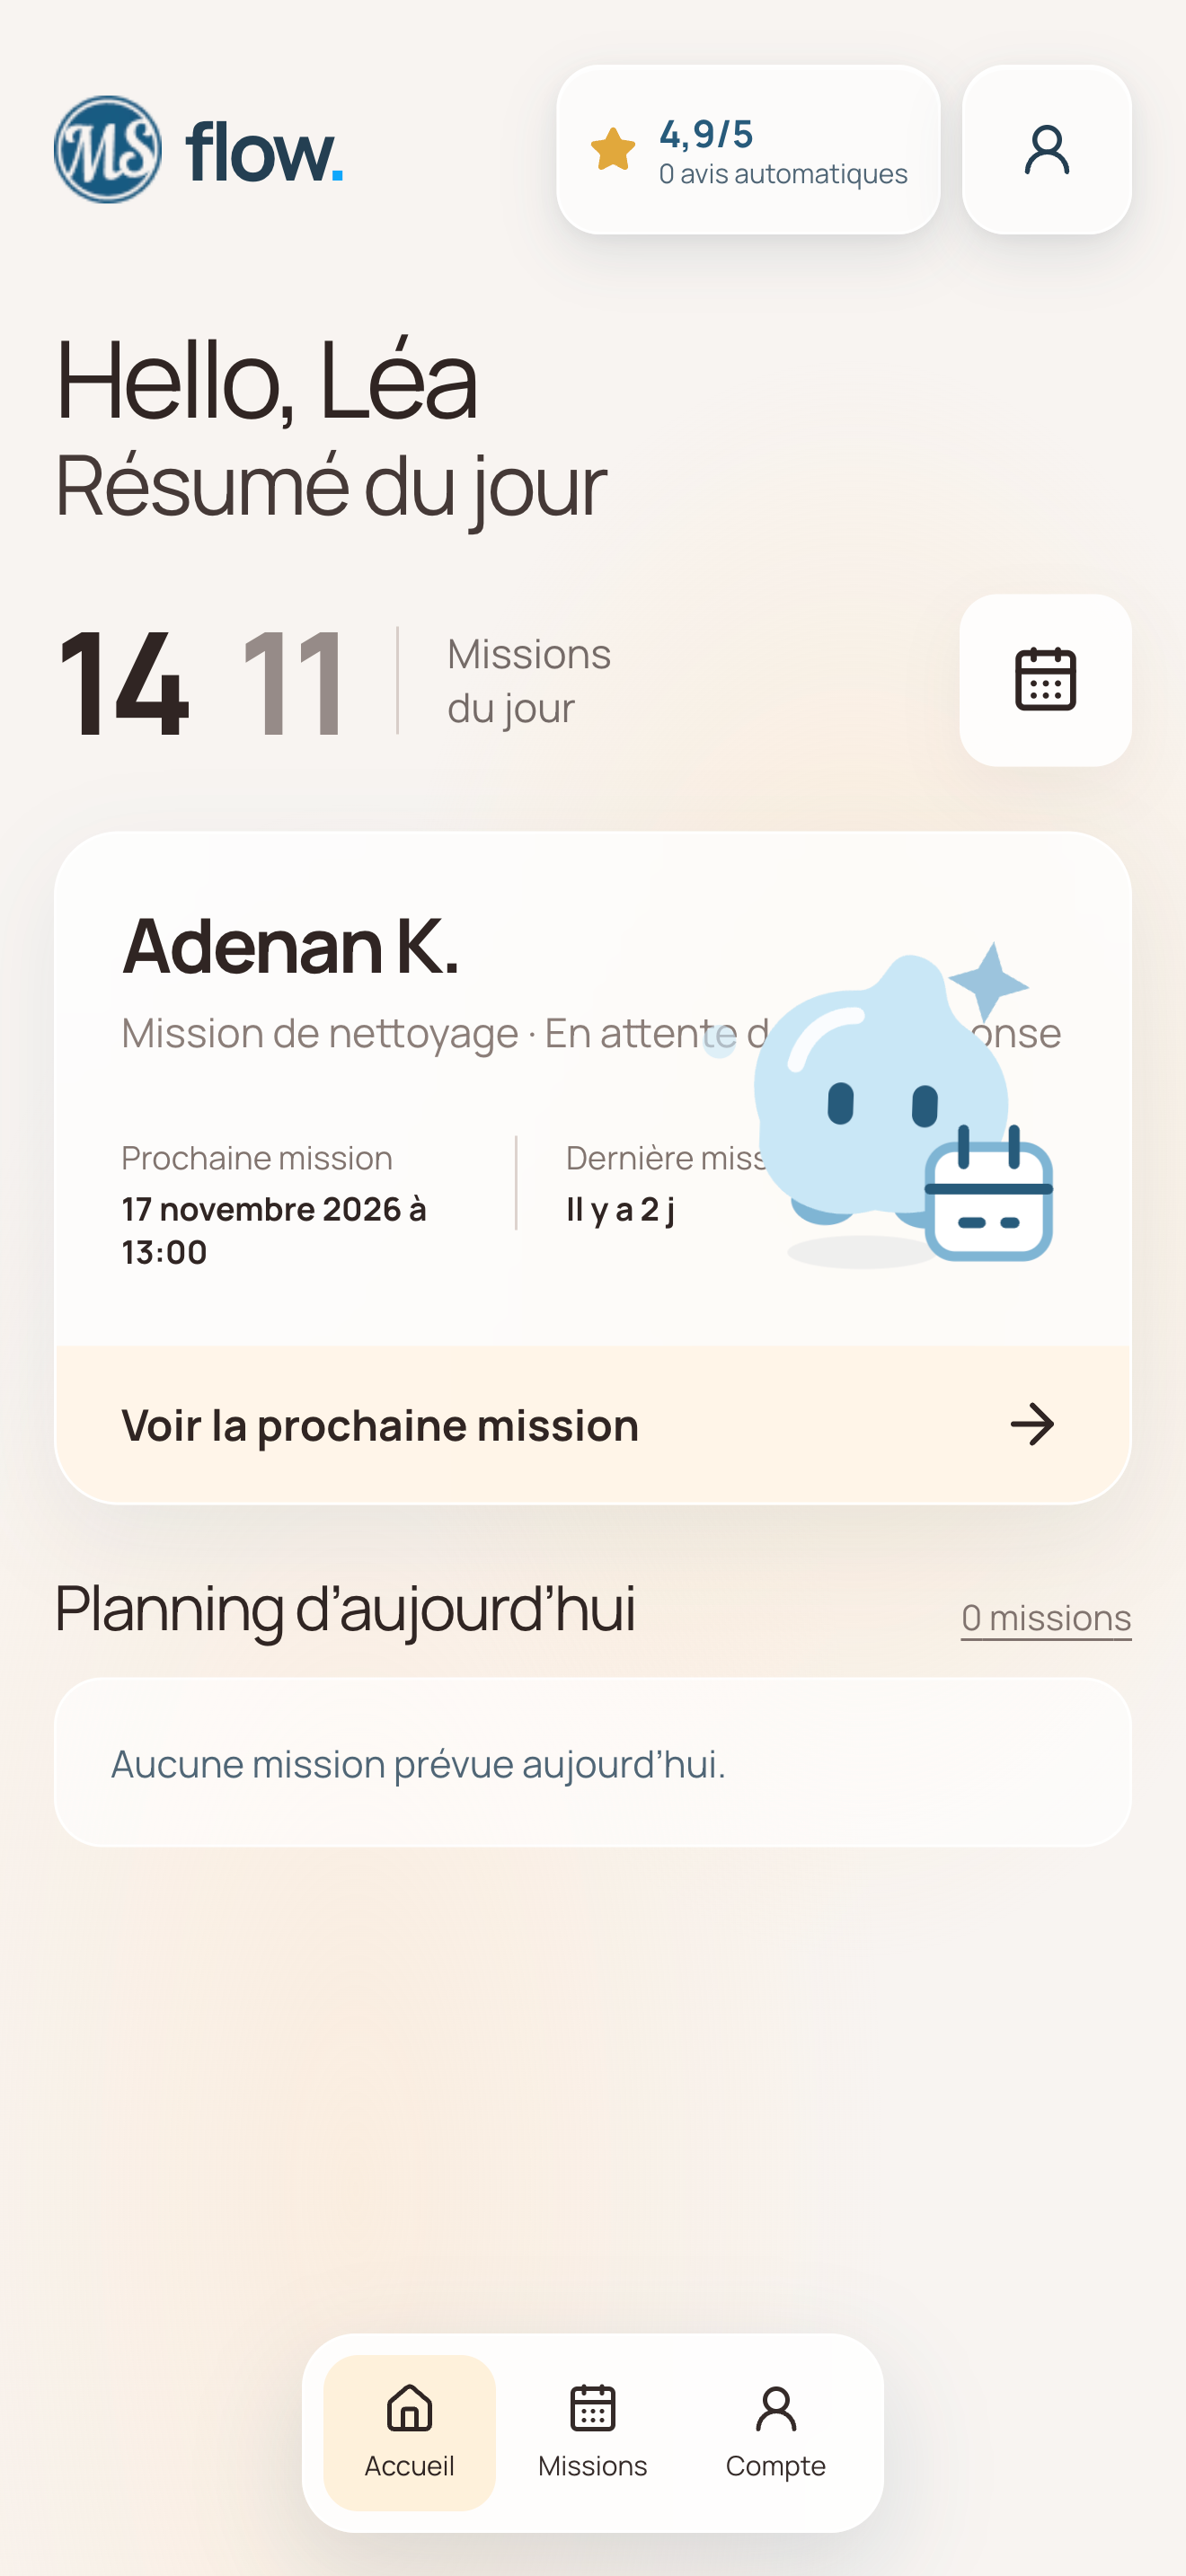 MS
flow.
4,9/5
0 avis automatiques
Hello, Léa
Résumé du jour
14 11
Missions
du jour
Adenan K.
Mission de nettoyage · En attente
Prochaine mission
17 novembre 2026 à
13:00
Dernière
Il y a 2 j
Voir la prochaine mission
Planning d’aujourd’hui
0 missions
Aucune mission prévue aujourd’hui.
Accueil
Missions
Compte